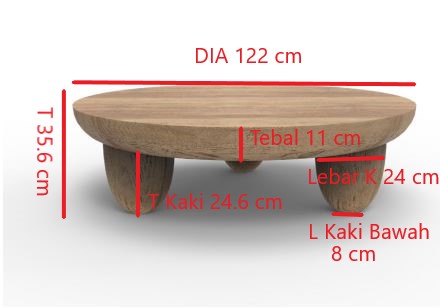 DIA 122 cm
T 35.6 cm
Tebal 11 cm
Lebar K 24 cm
T Kaki 24.6 cm
L Kaki Bawah
8 cm